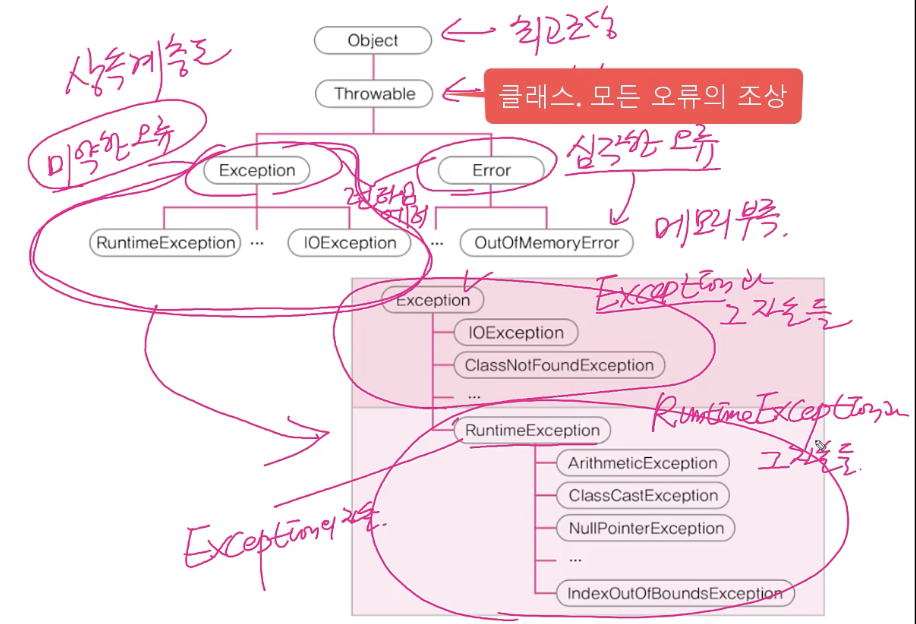 Object
최고조상
상속계층도
Throwable
클래스. 모든 오류의 조상
미약한 오류
Exception
Error
심각한 오류
런타임
에러
RuntimeException
...
IOException
...
OutOfMemoryError
메모리부족.
Exception
Exception과
그 자손들
IOException
ClassNotFoundException
...
RuntimeException과
그 자손들.
RuntimeException
ArithmeticException
ClassCastException
Exception의 자손.
NullPointerException
...
IndexOutOfBoundsException